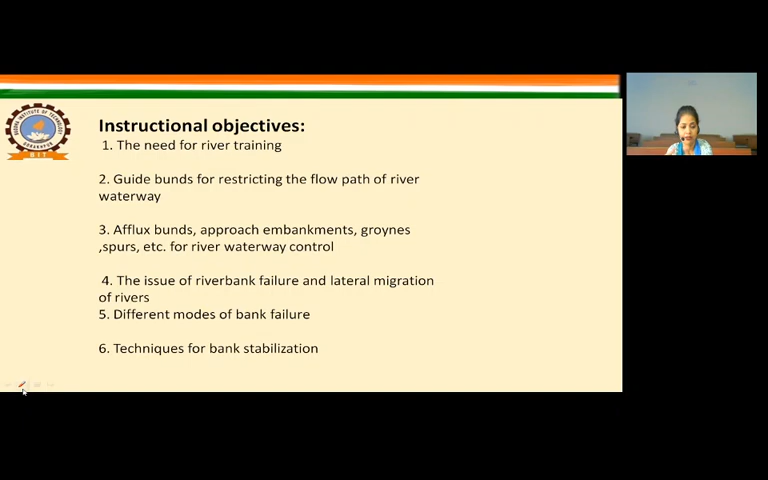 Instructional objectives:
1. The need for river training
2. Guide bunds for restricting the flow path of river
waterway
3. Afflux bunds, approach embankments, groynes
,spurs, etc. for river waterway control
4. The issue of riverbank failure and lateral migration
of rivers
5. Different modes of bank failure
6. Techniques for bank stabilization
BIT